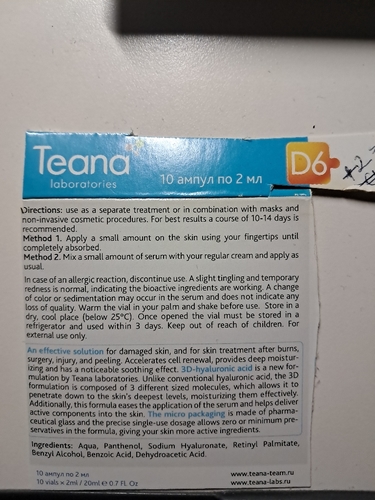 Teana
laboratories
10 ампул по 2 мл
D6
Directions: use as a separate treatment or in combination with masks and
non-invasive cosmetic procedures. For best results a course of 10-14 days is
recommended.
Method 1. Apply a small amount on the skin using your fingertips until
completely absorbed.
Method 2. Mix a small amount of serum with your regular cream and apply as
usual.
In case of an allergic reaction, discontinue use. A slight tingling and temporary
redness is normal, indicating the bioactive ingredients are working. A change
of color or sedimentation may occur in the serum and does not indicate any
loss of quality. Warm the vial in your palm and shake before use. Store in a
dry, cool place (below 25°C). Once opened the vial must be stored in a
refrigerator and used within 3 days. Keep out of reach of children. For
external use only.
An effective solution for damaged skin, and for skin treatment after burns,
surgery, injury, and peeling. Accelerates cell renewal, provides deep moistur-
izing and has a noticeable soothing effect. 3D-hyaluronic acid is a new for-
mulation by Teana laboratories. Unlike conventional hyaluronic acid, the 3D
formulation is composed of 3 different sized molecules, which allows it to
penetrate down to the skin's deepest levels, moisturizing them effectively.
Additionally, this formula eases the application of the serum and helps deliver
active components into the skin. The micro packaging is made of pharma-
ceutical glass and the precise single-use dosage allows zero or minimum pre-
servatives in the formula, giving your skin more active ingredients.
Ingredients: Aqua, Panthenol, Sodium Hyaluronate, Retinyl Palmitate,
Benzyl Alcohol, Benzoic Acid, Dehydroacetic Acid.
10 ампул по 2 мл
10 vials x 2ml / 20ml e 0.7 FL Oz
www.teana-team.ru
www.teana-labs.ru